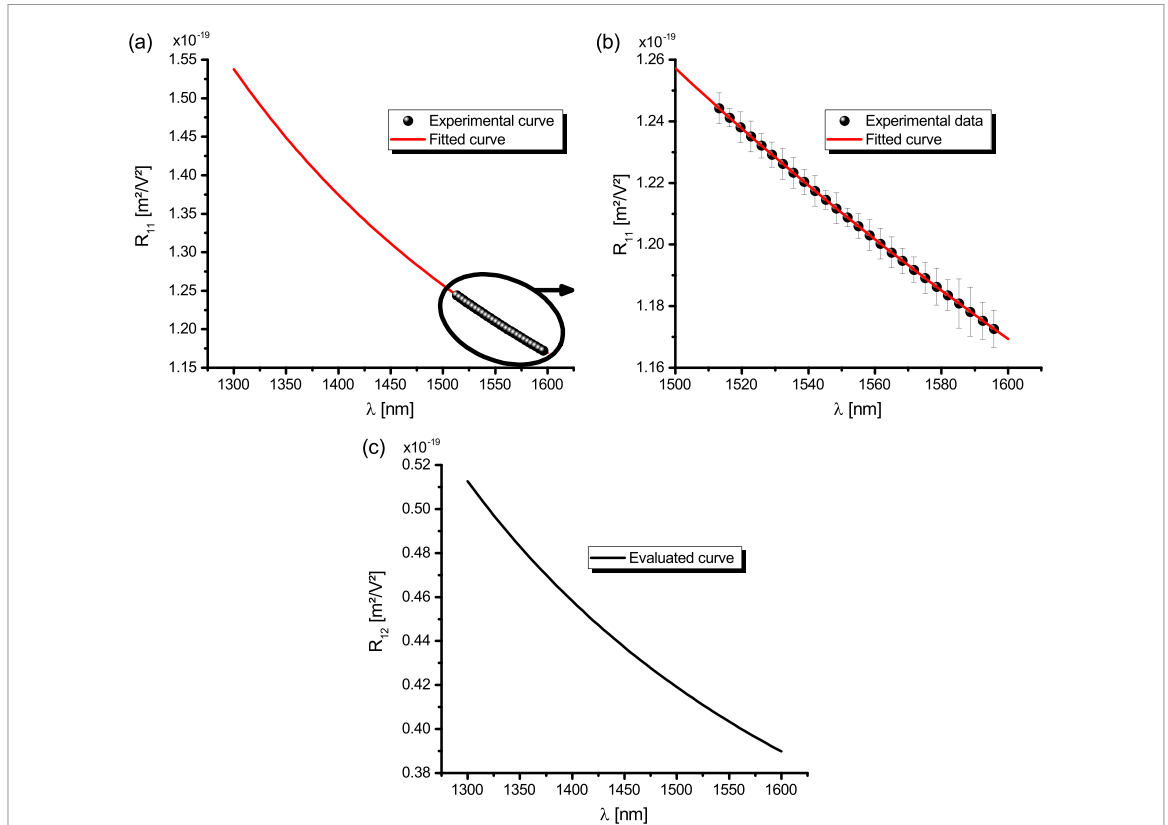 (a)
x10⁻¹⁹
1.55
1.50
1.45
1.40
1.35
1.30
1.25
1.20
1.15
R₁₁ [m²/V²]
Experimental curve
Fitted curve
1300 1350 1400 1450 1500 1550 1600
λ [nm]
(b)
x10⁻¹⁹
1.26
1.24
1.22
1.20
1.18
1.16
R₁₁ [m²/V²]
Experimental data
Fitted curve
1500 1520 1540 1560 1580 1600
λ [nm]
(c)
x10⁻¹⁹
0.52
0.50
0.48
0.46
0.44
0.42
0.40
0.38
R₁₂ [m²/V²]
Evaluated curve
1300 1350 1400 1450 1500 1550 1600
λ [nm]